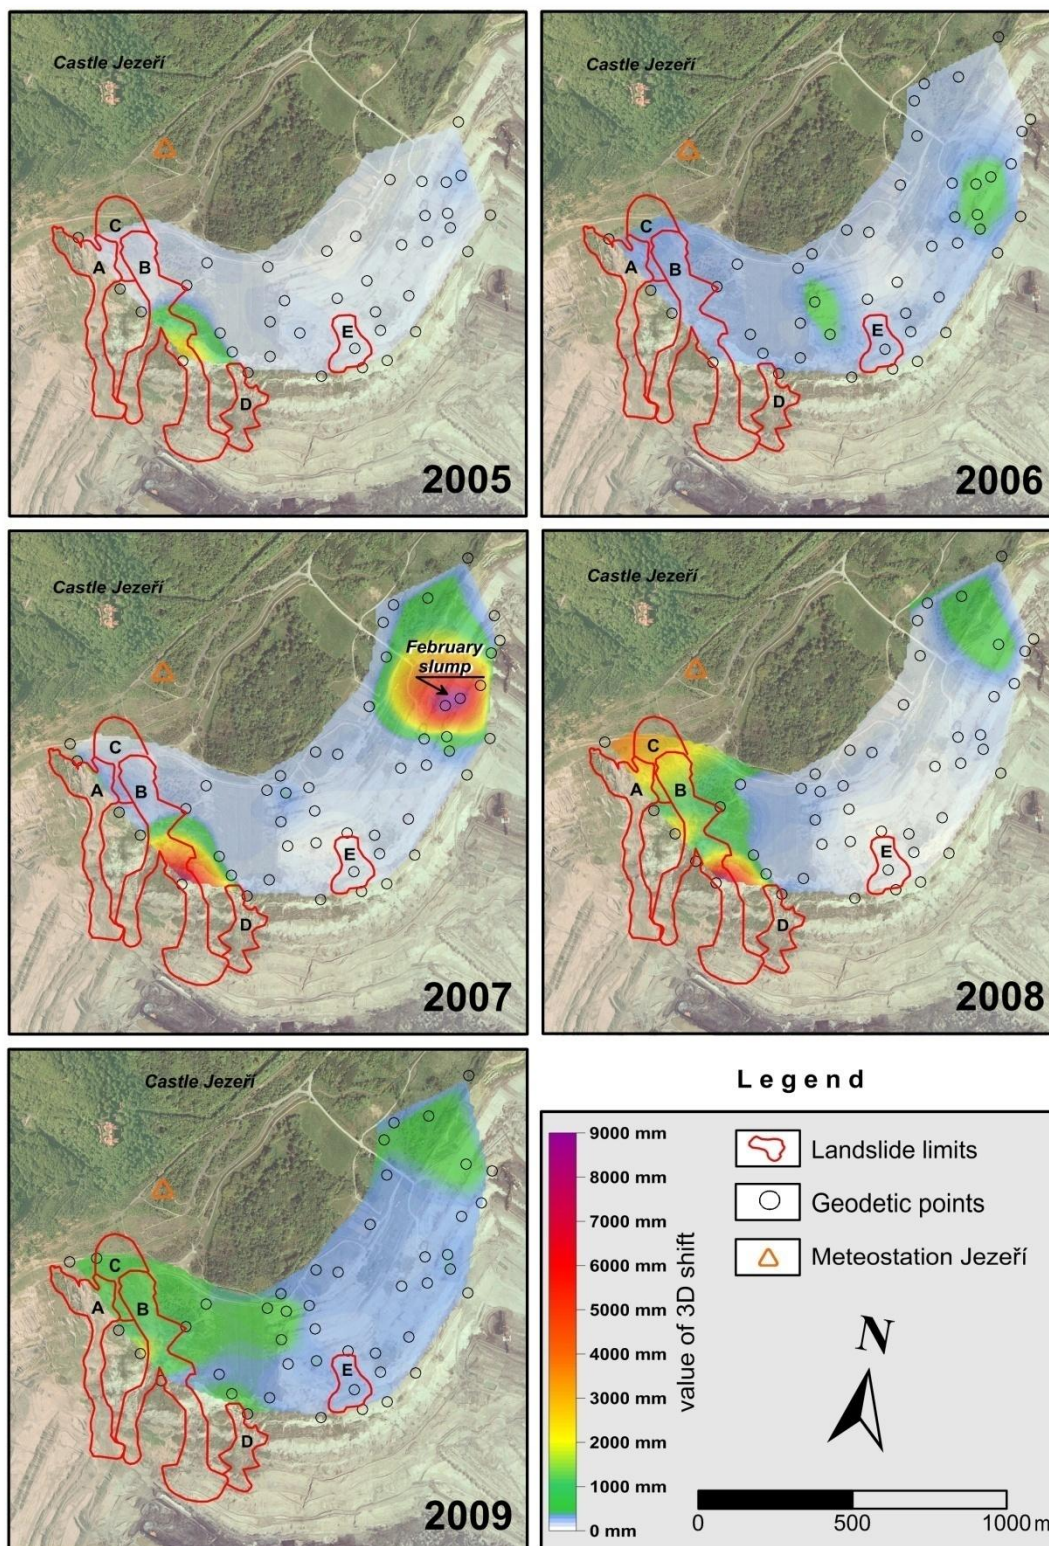 Castle Jezeří
C
A
B
E
D
2005
Castle Jezeří
C
A
B
E
D
2006
Castle Jezeří
February
slump
C
A
B
E
D
2007
Castle Jezeří
C
A
B
E
D
2008
Castle Jezeří
C
A
B
E
D
2009
Legend
9000 mm
8000 mm
7000 mm
6000 mm
5000 mm
4000 mm
3000 mm
2000 mm
1000 mm
0 mm
value of 3D shift
Landslide limits
Geodetic points
Meteostation Jezeří
N
0 500 1000 m